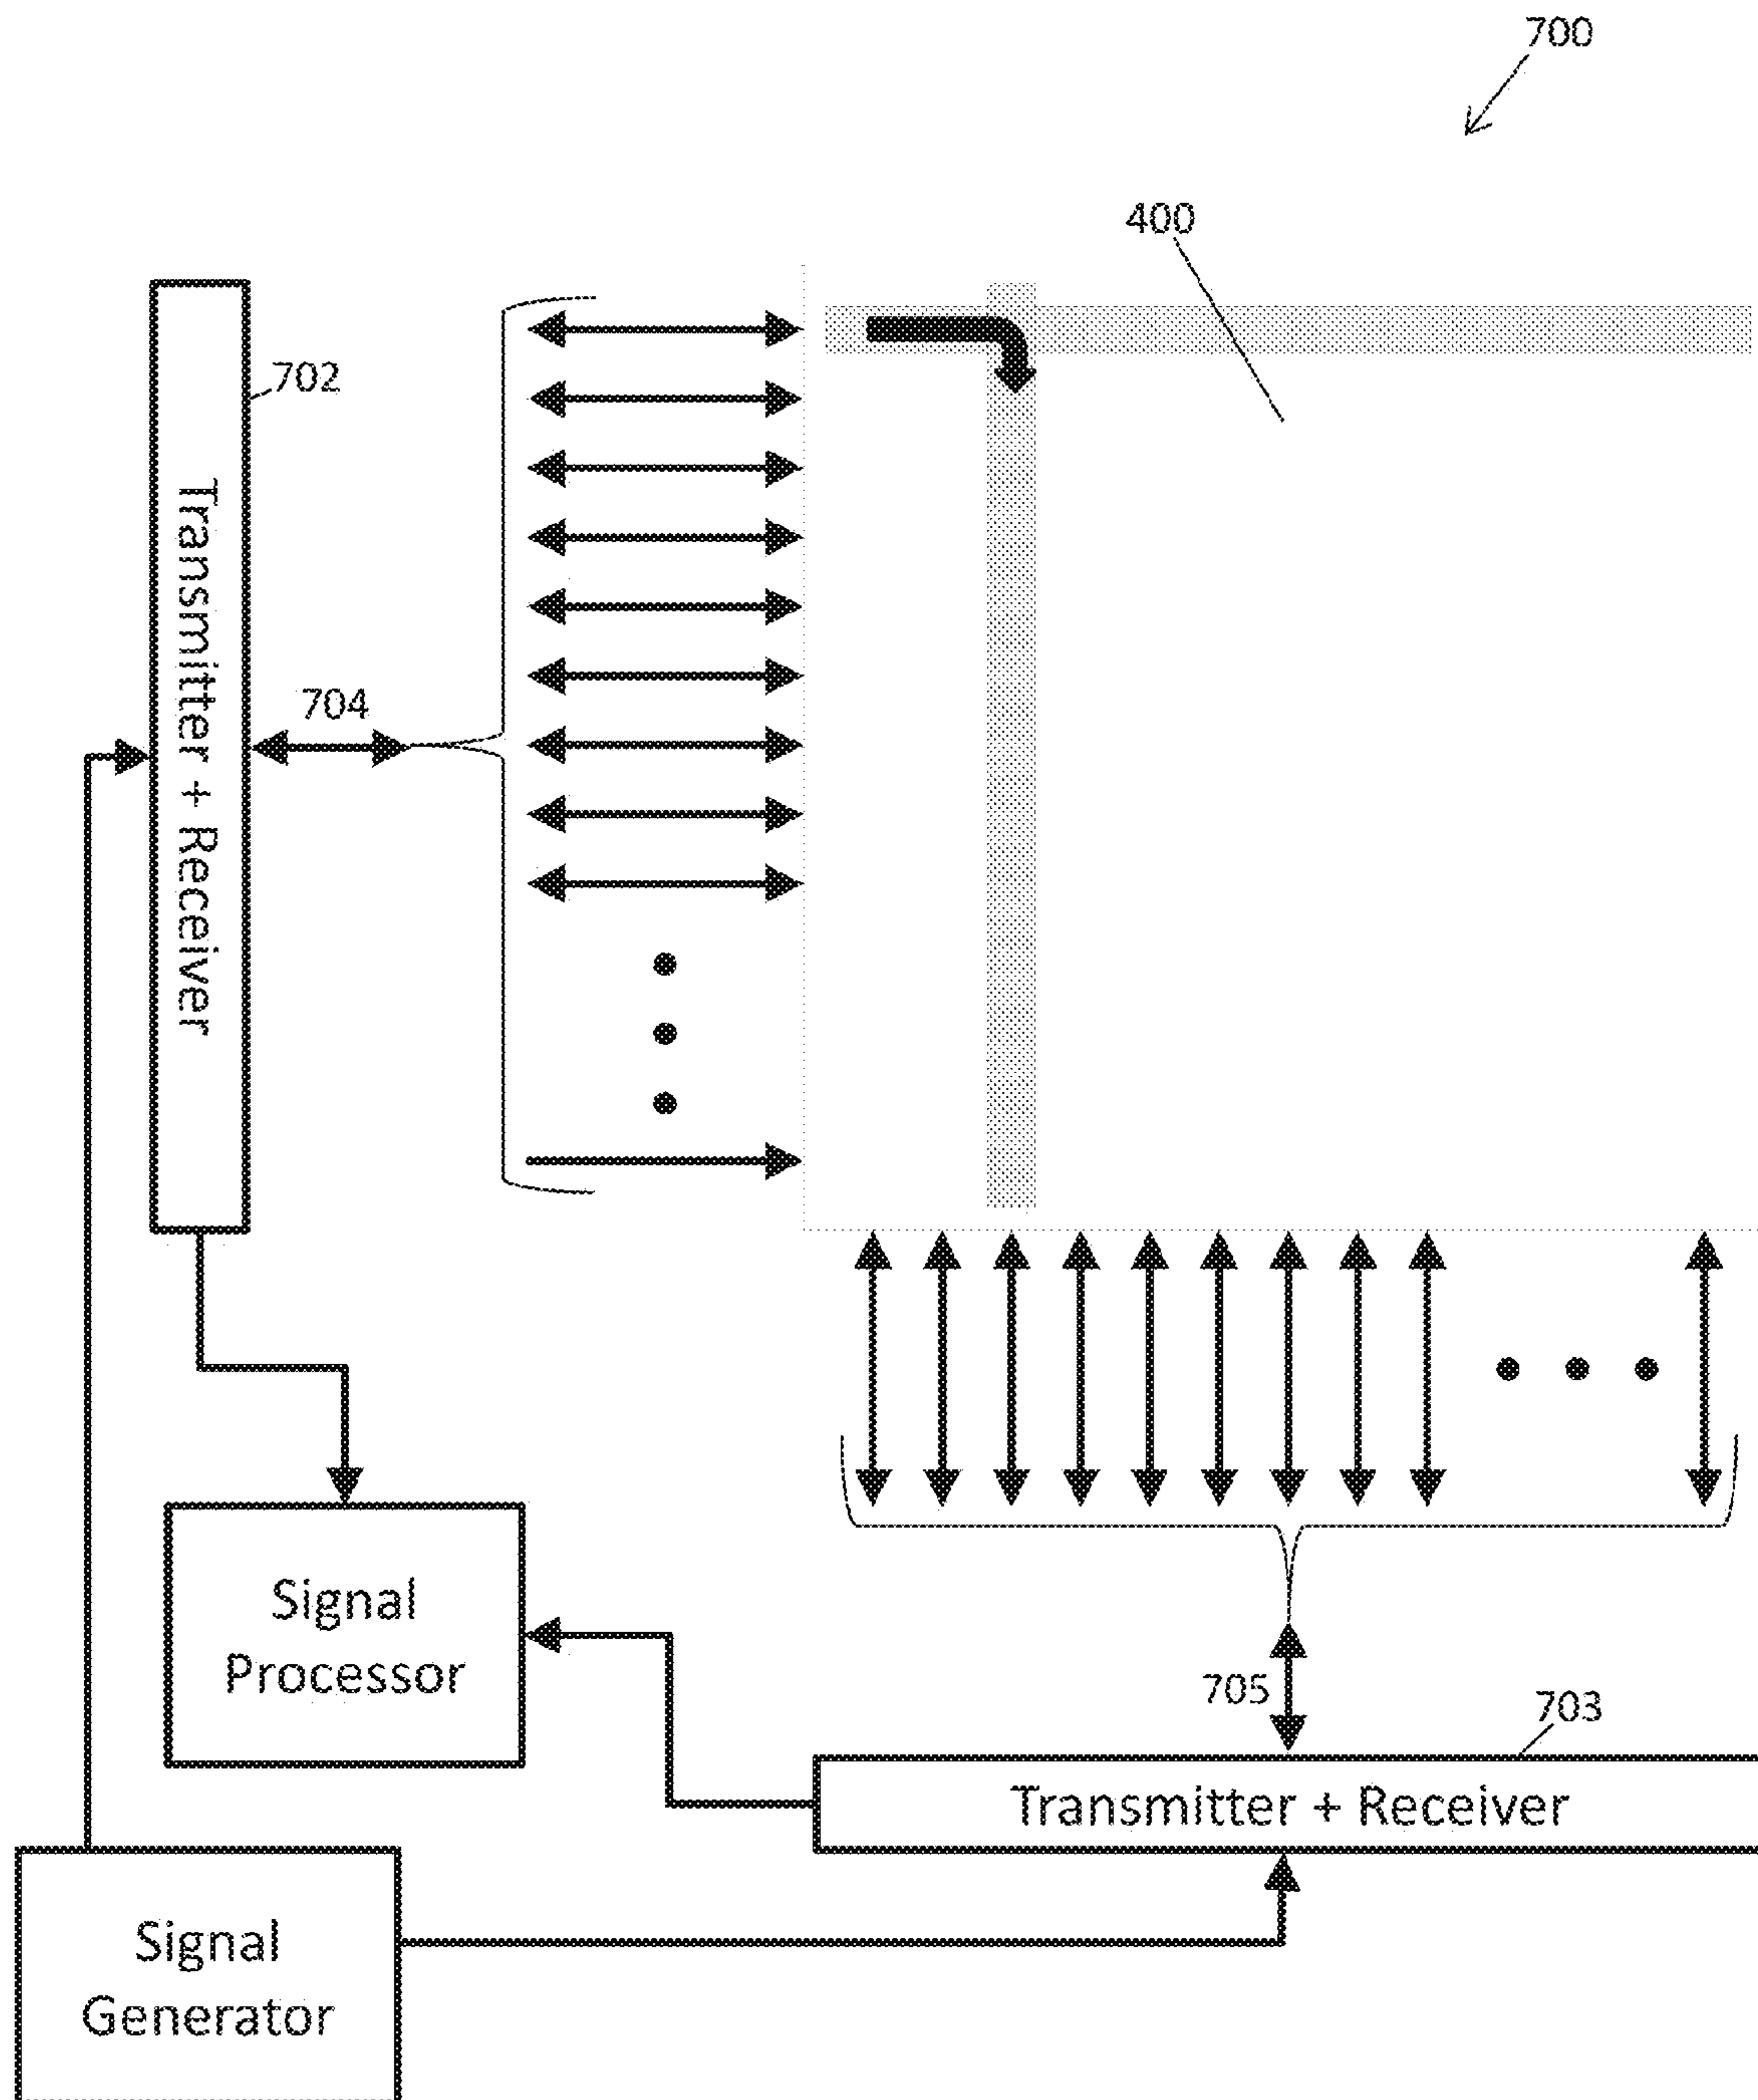 700
400
702
Transmitter + Receiver
704
Signal
Processor
705
703
Transmitter + Receiver
Signal
Generator